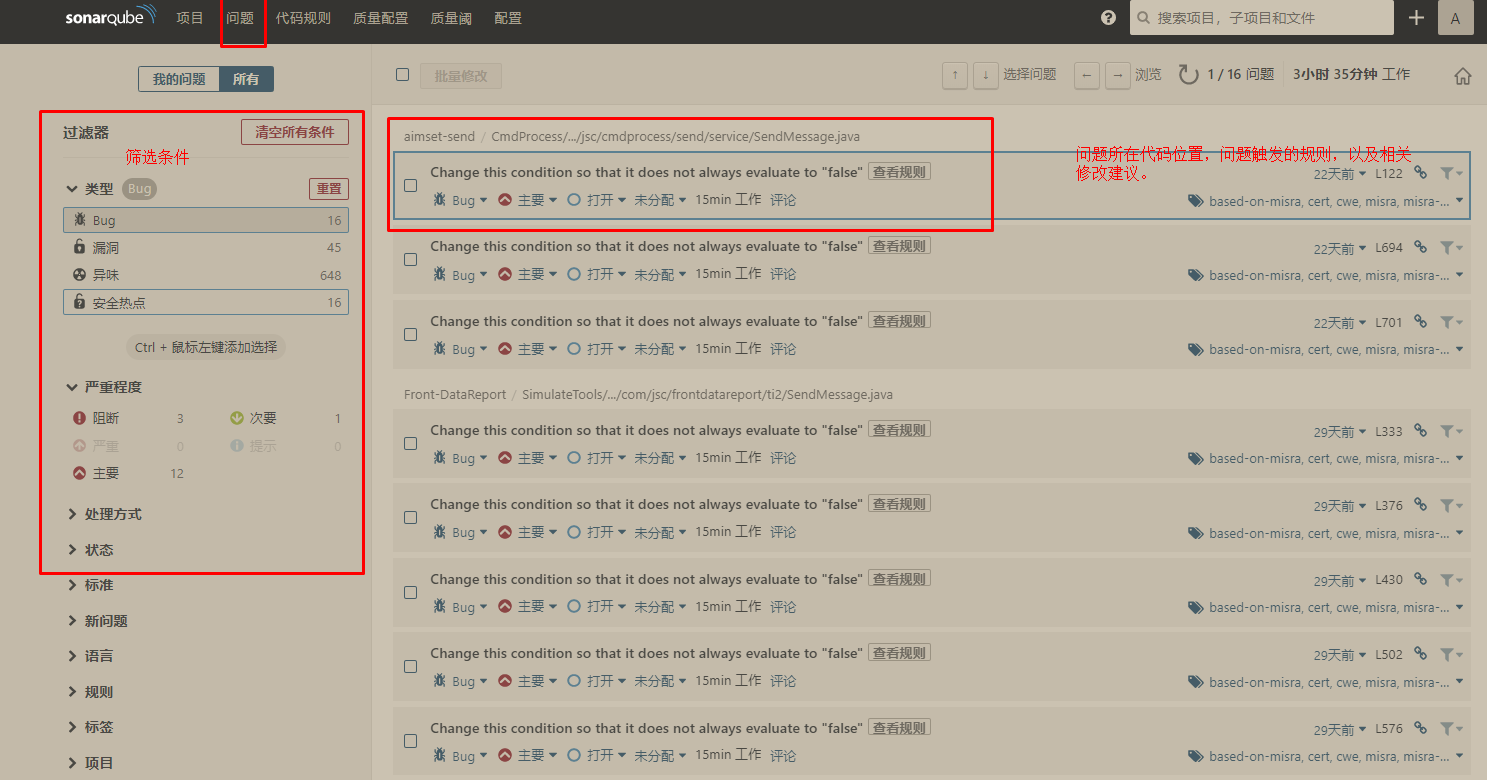 sonarqube 项目 问题 代码规则 质量配置 质量阈 配置 搜索项目，子项目和文件 A
我的问题 所有
批量修改 ↑ ↓ 选择问题 ← → 浏览 1 / 16 问题 3小时 35分钟 工作
过滤器 清空所有条件
筛选条件
类型 Bug 重置
Bug 16
漏洞 45
异味 648
安全热点 16
Ctrl + 鼠标左键添加选择
严重程度
阻断 3 次要 1
严重 0 提示 0
主要 12
处理方式
状态
标准
新问题
语言
规则
标签
项目
aimset-send / CmdProcess/.../jsc/cmdprocess/send/service/SendMessage.java
问题所在代码位置，问题触发的规则，以及相关
修改建议。
Change this condition so that it does not always evaluate to "false" 查看规则 22天前 L122
Bug 主要 打开 未分配 15min 工作 评论 based-on-misra, cert, cwe, misra, misra-...
Change this condition so that it does not always evaluate to "false" 查看规则 22天前 L694
Bug 主要 打开 未分配 15min 工作 评论 based-on-misra, cert, cwe, misra, misra-...
Change this condition so that it does not always evaluate to "false" 查看规则 22天前 L701
Bug 主要 打开 未分配 15min 工作 评论 based-on-misra, cert, cwe, misra, misra-...
Front-DataReport / SimulateTools/.../com/jsc/frontdatareport/ti2/SendMessage.java
Change this condition so that it does not always evaluate to "false" 查看规则 29天前 L333
Bug 主要 打开 未分配 15min 工作 评论 based-on-misra, cert, cwe, misra, misra-...
Change this condition so that it does not always evaluate to "false" 查看规则 29天前 L376
Bug 主要 打开 未分配 15min 工作 评论 based-on-misra, cert, cwe, misra, misra-...
Change this condition so that it does not always evaluate to "false" 查看规则 29天前 L430
Bug 主要 打开 未分配 15min 工作 评论 based-on-misra, cert, cwe, misra, misra-...
Change this condition so that it does not always evaluate to "false" 查看规则 29天前 L502
Bug 主要 打开 未分配 15min 工作 评论 based-on-misra, cert, cwe, misra, misra-...
Change this condition so that it does not always evaluate to "false" 查看规则 29天前 L576
Bug 主要 打开 未分配 15min 工作 评论 based-on-misra, cert, cwe, misra, misra-...